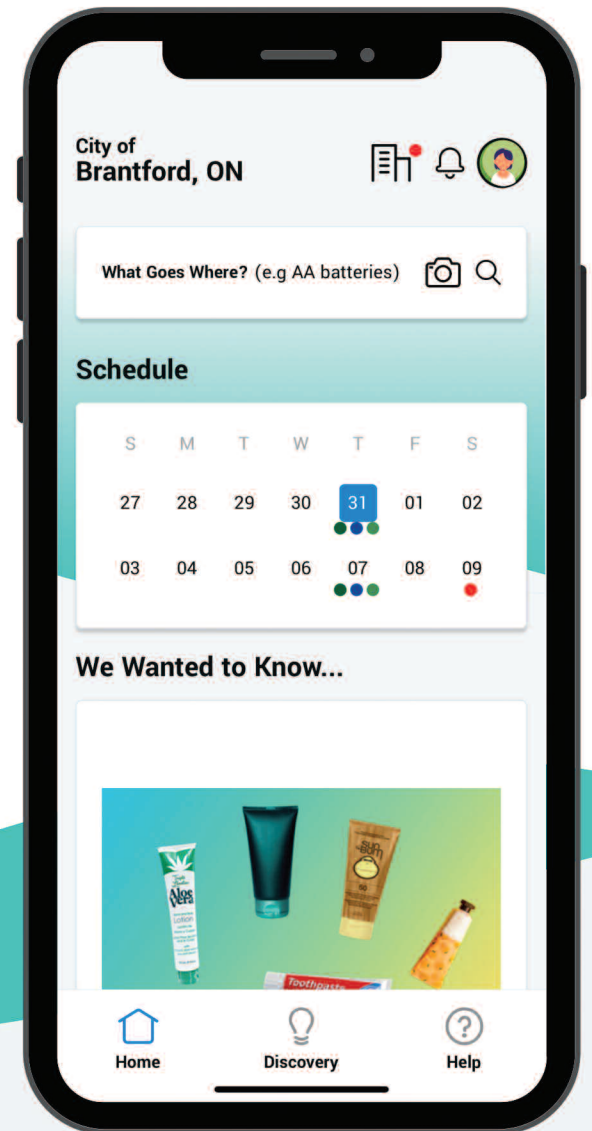 City of
Brantford, ON
What Goes Where? (e.g AA batteries)
Schedule
S M T W T F S
27 28 29 30 31 01 02
03 04 05 06 07 08 09
We Wanted to Know...
Aloe
Vera
Lotion
sun
bum
50
Toothpaste
Home Discovery Help